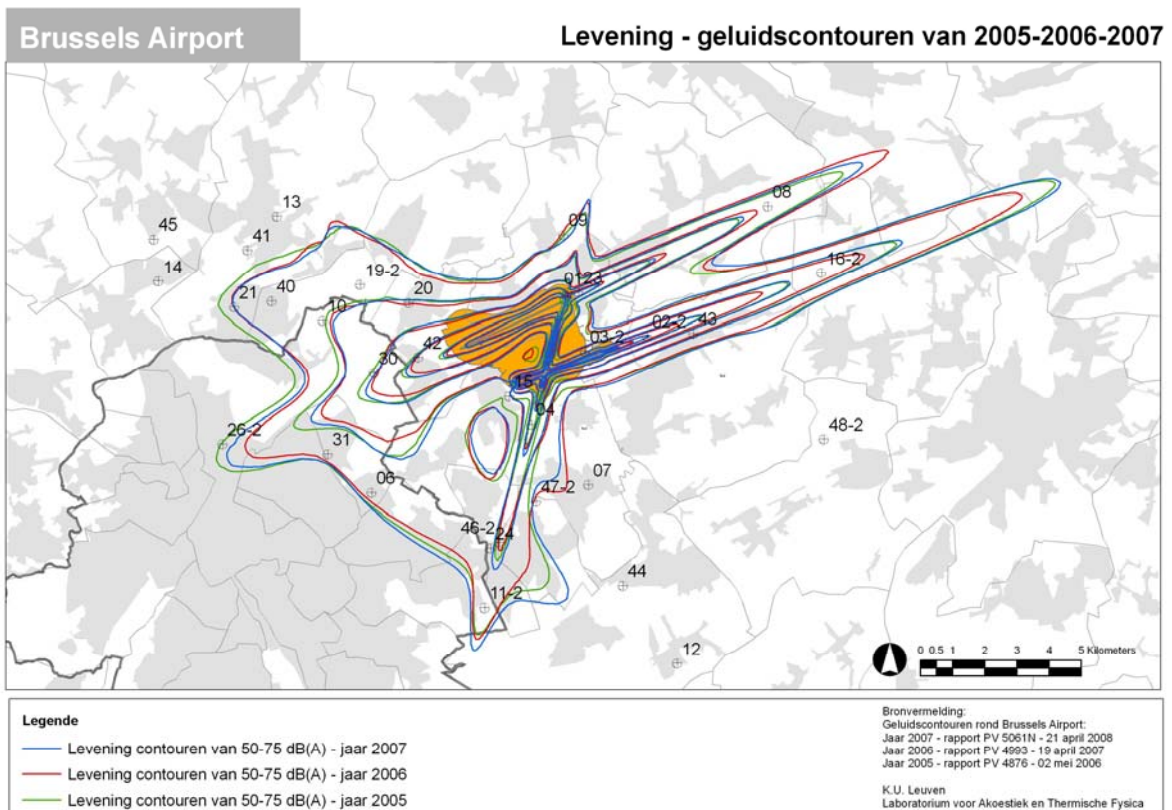 Brussels Airport
Levening - geluidscontouren van 2005-2006-2007
08
13
09
45
41
14
19-2
18-2
21
40
20
0123
10
02-2
43
03-2
42
30
15
04
26-2
31
48-2
06
07
47-2
46-2
24
44
11-2
12
0 0.5 1 2 3 4 5 Kilometers
Legende
Levening contouren van 50-75 dB(A) - jaar 2007
Levening contouren van 50-75 dB(A) - jaar 2006
Levening contouren van 50-75 dB(A) - jaar 2005
Bronvermelding:
Geluidscontouren rond Brussels Airport:
Jaar 2007 - rapport PV 5061N - 21 april 2008
Jaar 2006 - rapport PV 4993 - 19 april 2007
Jaar 2005 - rapport PV 4876 - 02 mei 2006
K.U. Leuven
Laboratorium voor Akoestiek en Thermische Fysica